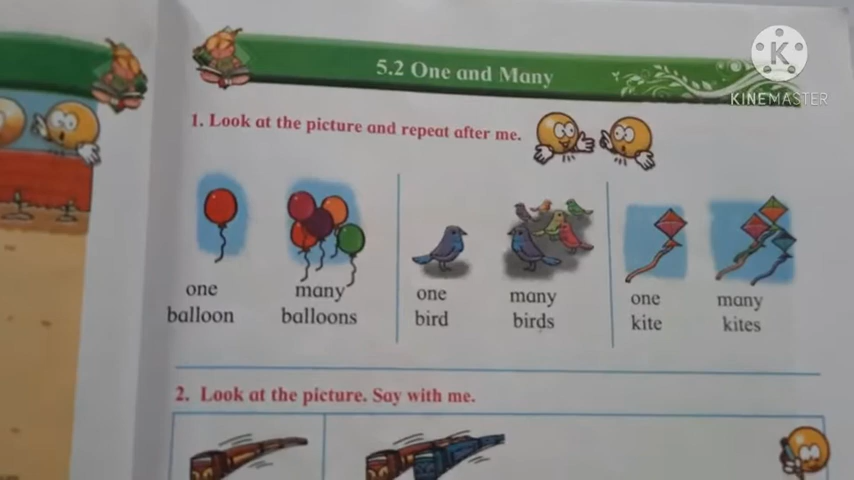 5.2 One and Many
KINEMASTER
1. Look at the picture and repeat after me.
one balloon
many balloons
one bird
many birds
one kite
many kites
2. Look at the picture. Say with me.